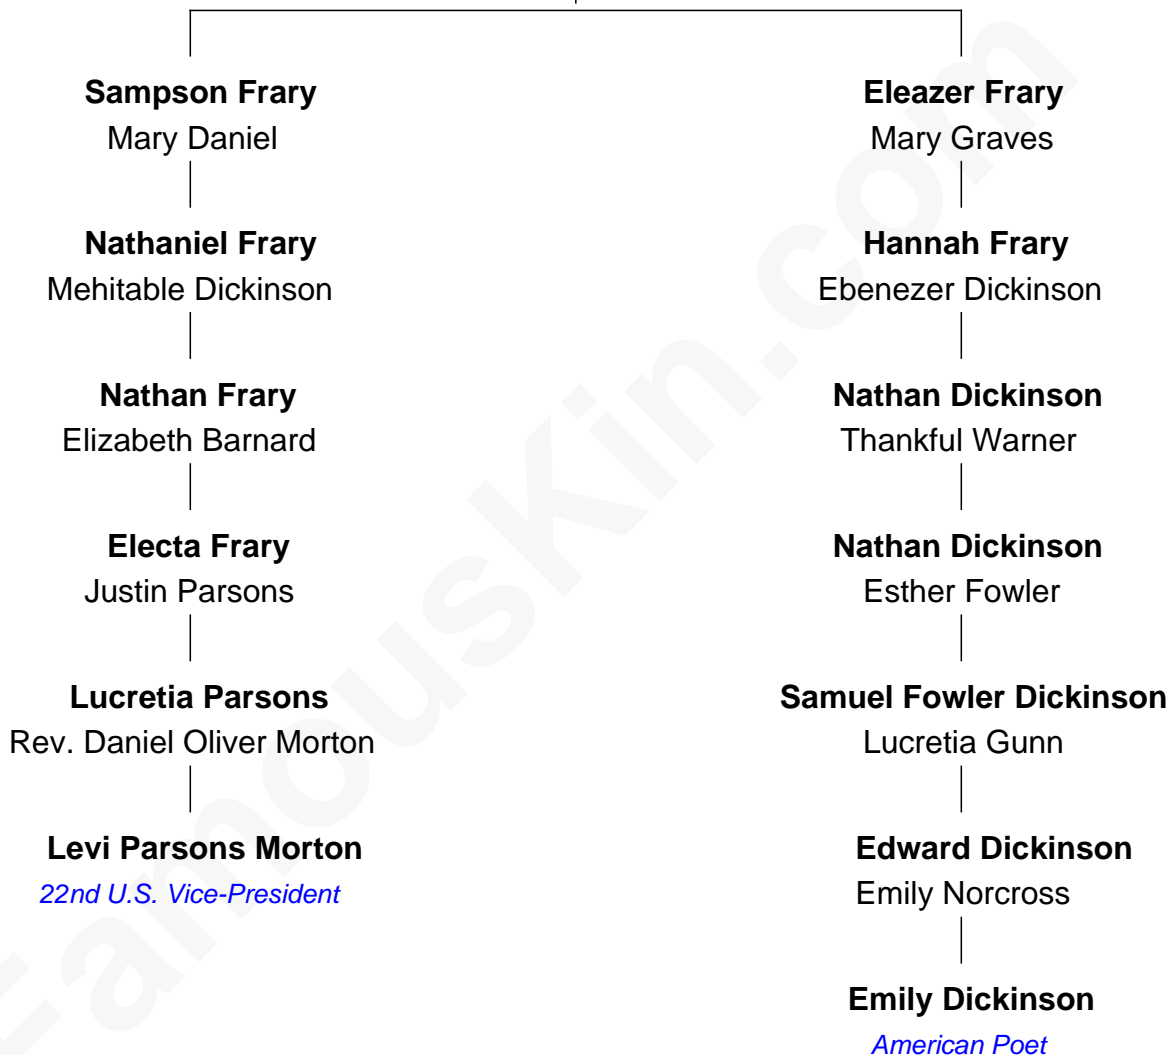 Sampson Frary
Mary Daniel
Nathaniel Frary
Mehitable Dickinson
Nathan Frary
Elizabeth Barnard
Electa Frary
Justin Parsons
Lucretia Parsons
Rev. Daniel Oliver Morton
Levi Parsons Morton
22nd U.S. Vice-President
Eleazer Frary
Mary Graves
Hannah Frary
Ebenezer Dickinson
Nathan Dickinson
Thankful Warner
Nathan Dickinson
Esther Fowler
Samuel Fowler Dickinson
Lucretia Gunn
Edward Dickinson
Emily Norcross
Emily Dickinson
American Poet
FamousKin.com